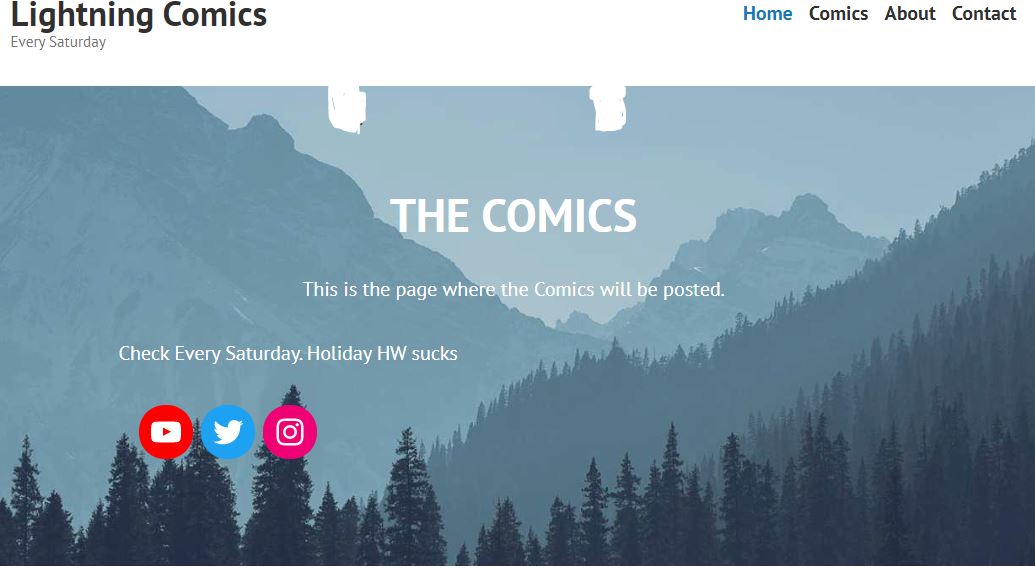 Lightning Comics
Home Comics About Contact
Every Saturday
THE COMICS
This is the page where the Comics will be posted.
Check Every Saturday. Holiday HW sucks